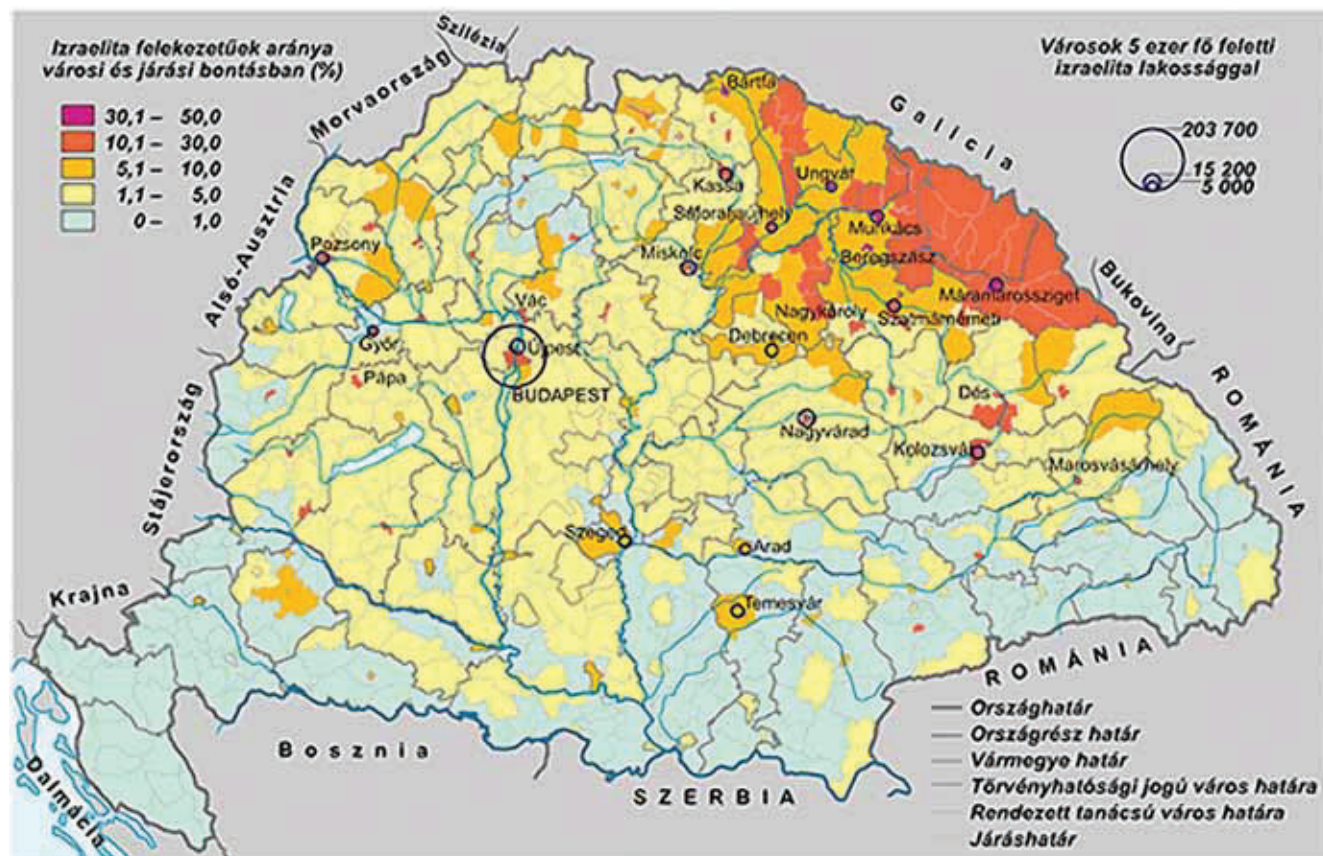 Izraelita felekezetűek aránya
városi és járási bontásban (%)
30,1 – 50,0
10,1 – 30,0
5,1 – 10,0
1,1 – 5,0
0 – 1,0
Városok 5 ezer fő feletti
izraelita lakossággal
203 700
15 200
5 000
Szilézia
Morvaország
Galícia
Alsó-Ausztria
Bukovina
Stájerország
ROMÁNIA
Krajna
Bosznia
SZERBIA
ROMÁNIA
Dalmácia
Bártfa
Kassa
Ungvár
Sátoraljaújhely
Munkács
Pozsony
Miskolc
Beregszász
Máramarossziget
Vác
Nagykároly
Szatmárnémeti
Győr
Újpest
Debrecen
Pápa
BUDAPEST
Dés
Nagyvárad
Kolozsvár
Marosvásárhely
Szeged
Arad
Temesvár
Országhatár
Országrész határ
Vármegye határ
Törvényhatósági jogú város határa
Rendezett tanácsú város határa
Járáshatár